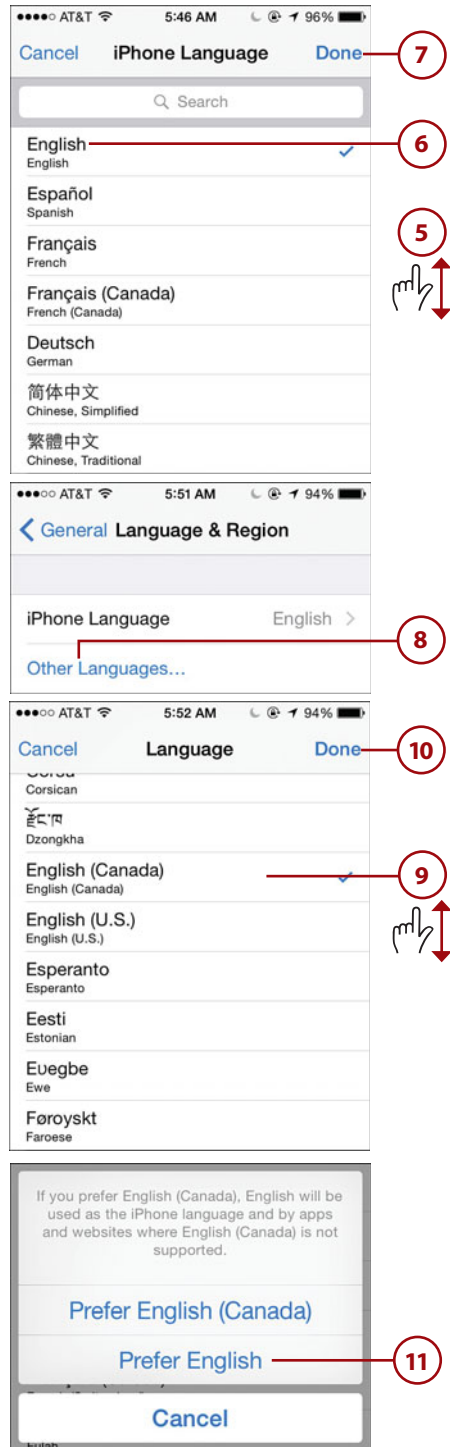 AT&T 5:46 AM 96%
Cancel iPhone Language Done 7
Search
English 6
English
Español
Spanish
5
Français
French
Français (Canada)
French (Canada)
Deutsch
German
简体中文
Chinese, Simplified
繁體中文
Chinese, Traditional
AT&T 5:51 AM 94%
General Language & Region
iPhone Language English >
8
Other Languages...
AT&T 5:52 AM 94%
Cancel Language Done 10
Corsican
རྫོང་ཁ
Dzongkha
English (Canada) 9
English (Canada)
English (U.S.)
English (U.S.)
Esperanto
Esperanto
Eesti
Estonian
Eʋegbe
Ewe
Føroyskt
Faroese
If you prefer English (Canada), English will be
used as the iPhone language and by apps
and websites where English (Canada) is not
supported.
Prefer English (Canada)
Prefer English 11
Cancel